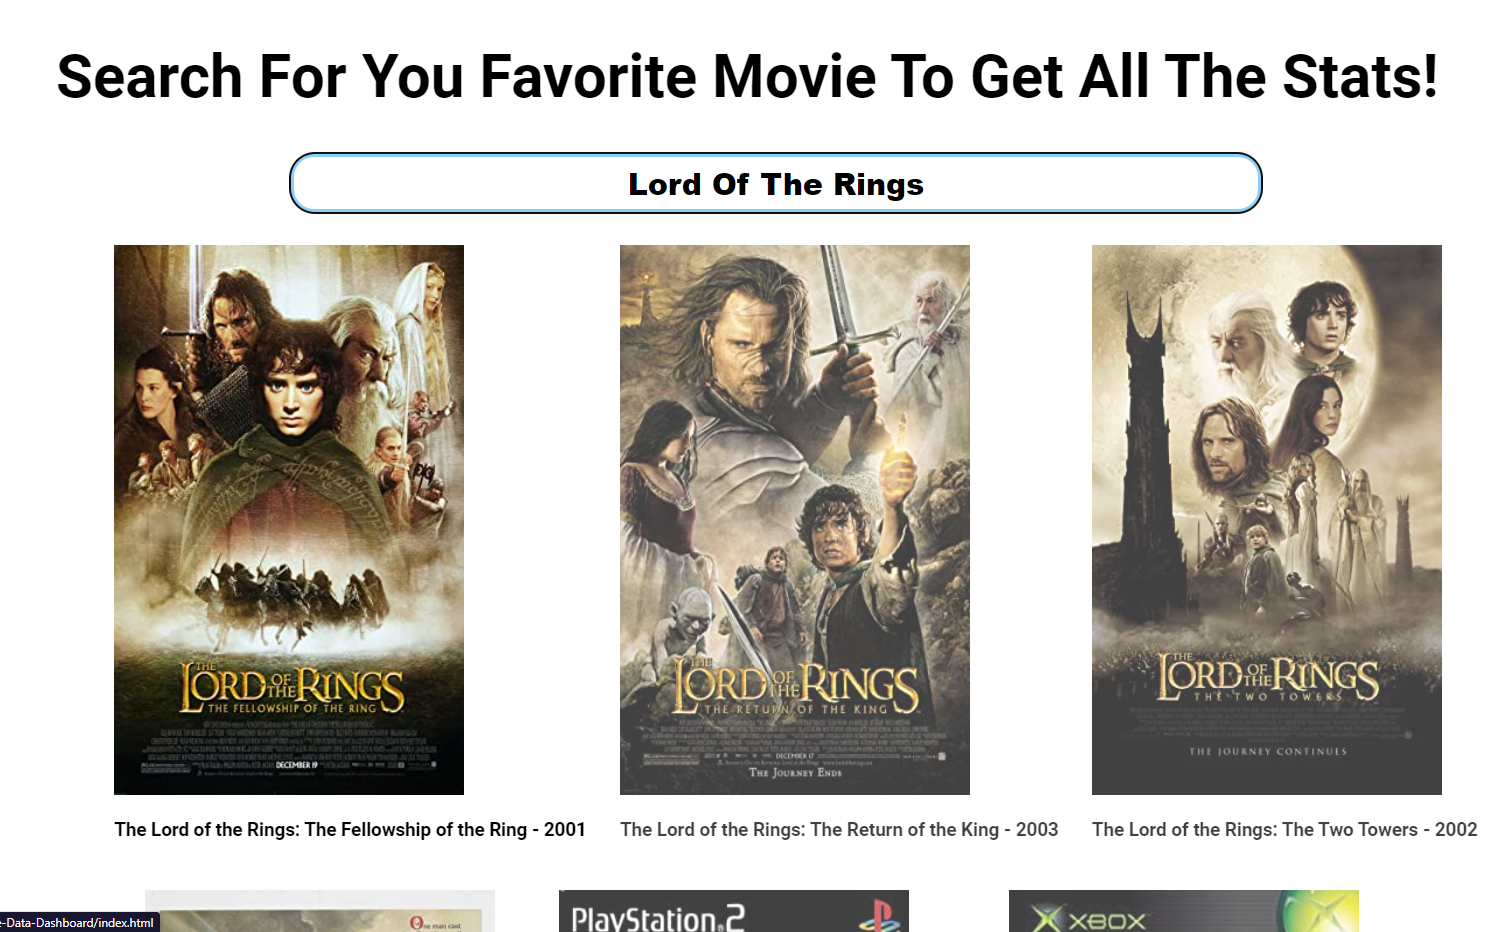 Search For You Favorite Movie To Get All The Stats!
Lord Of The Rings
THE
LORD OF THE RINGS
THE FELLOWSHIP OF THE RING
DECEMBER 19
THE
LORD OF THE RINGS
THE RETURN OF THE KING
DECEMBER 17
THE JOURNEY ENDS
THE
LORD OF THE RINGS
THE TWO TOWERS
THE JOURNEY CONTINUES
The Lord of the Rings: The Fellowship of the Ring - 2001
The Lord of the Rings: The Return of the King - 2003
The Lord of the Rings: The Two Towers - 2002
One man cast
PlayStation.2
XBOX
e-Data-Dashboard/index.html